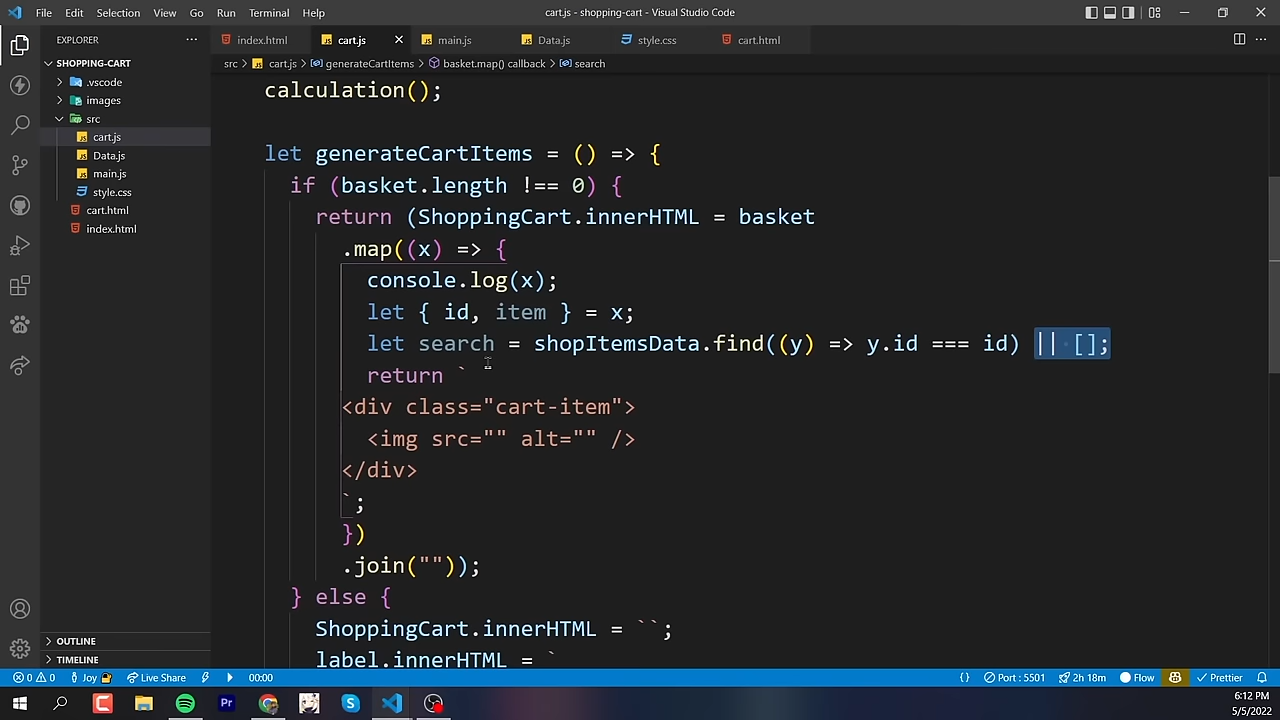 File Edit Selection View Go Run Terminal Help
cart.js - shopping-cart - Visual Studio Code
EXPLORER
SHOPPING-CART
.vscode
images
src
cart.js
Data.js
main.js
style.css
cart.html
index.html
OUTLINE
TIMELINE
index.html cart.js main.js Data.js style.css cart.html
src > cart.js > generateCartItems > basket.map() callback > search
calculation();
let generateCartItems = () => {
if (basket.length !== 0) {
return (ShoppingCart.innerHTML = basket
.map((x) => {
console.log(x);
let { id, item } = x;
let search = shopItemsData.find((y) => y.id === id) || [];
return `
<div class="cart-item">
<img src="" alt="" />
</div>
`;
})
.join(""));
} else {
ShoppingCart.innerHTML = ``;
label.innerHTML = `
0 0 Joy Live Share 00:00 {} Port : 5501 2h 18m Flow Prettier
Pr
6:12 PM
5/5/2022